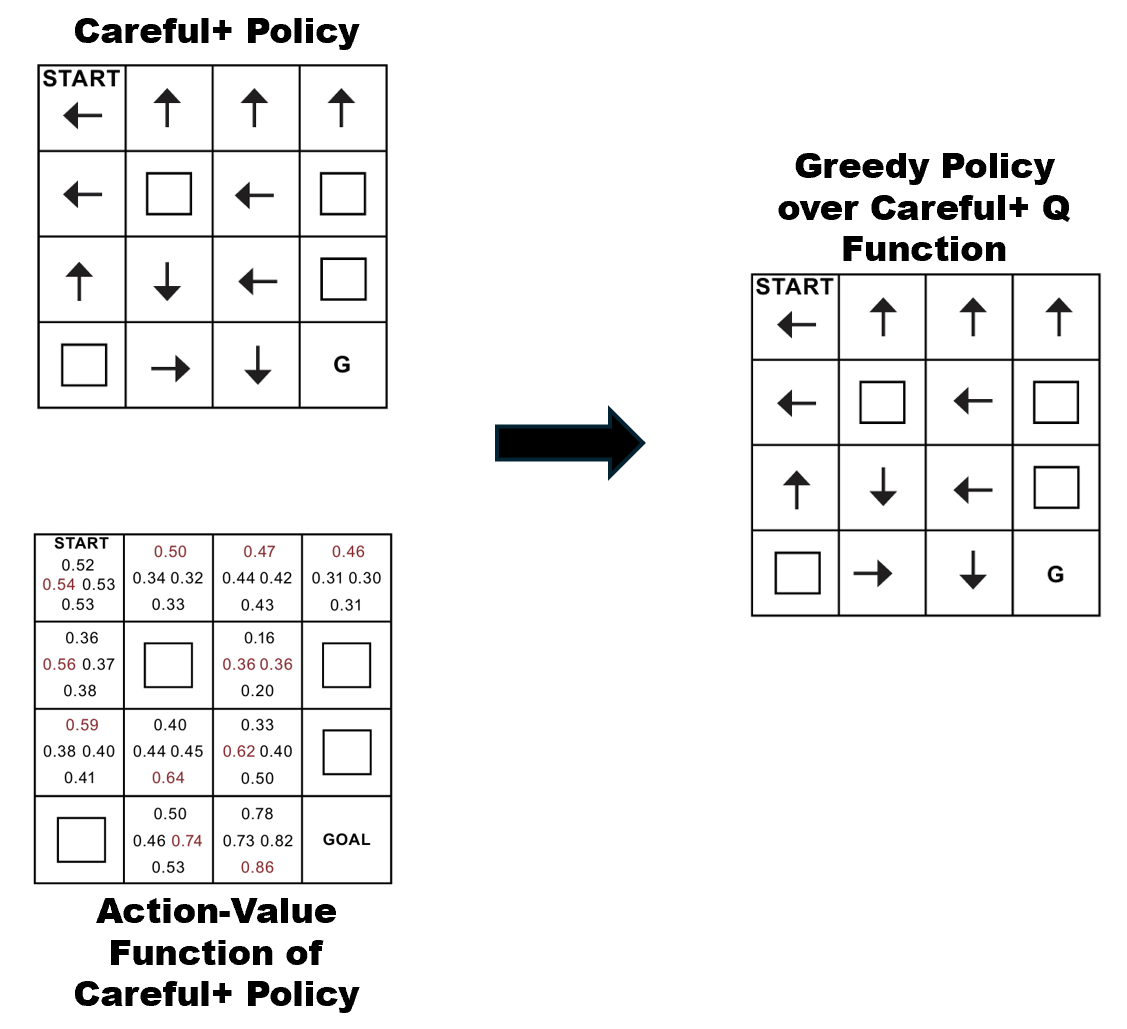 Careful+ Policy
START
G
Greedy Policy
over Careful+ Q
Function
START
G
START
0.52
0.54 0.53
0.53
0.50
0.34 0.32
0.33
0.47
0.44 0.42
0.43
0.46
0.31 0.30
0.31
0.36
0.56 0.37
0.38
0.16
0.36 0.36
0.20
0.59
0.38 0.40
0.41
0.40
0.44 0.45
0.64
0.33
0.62 0.40
0.50
0.50
0.46 0.74
0.53
0.78
0.73 0.82
0.86
GOAL
Action-Value
Function of
Careful+ Policy